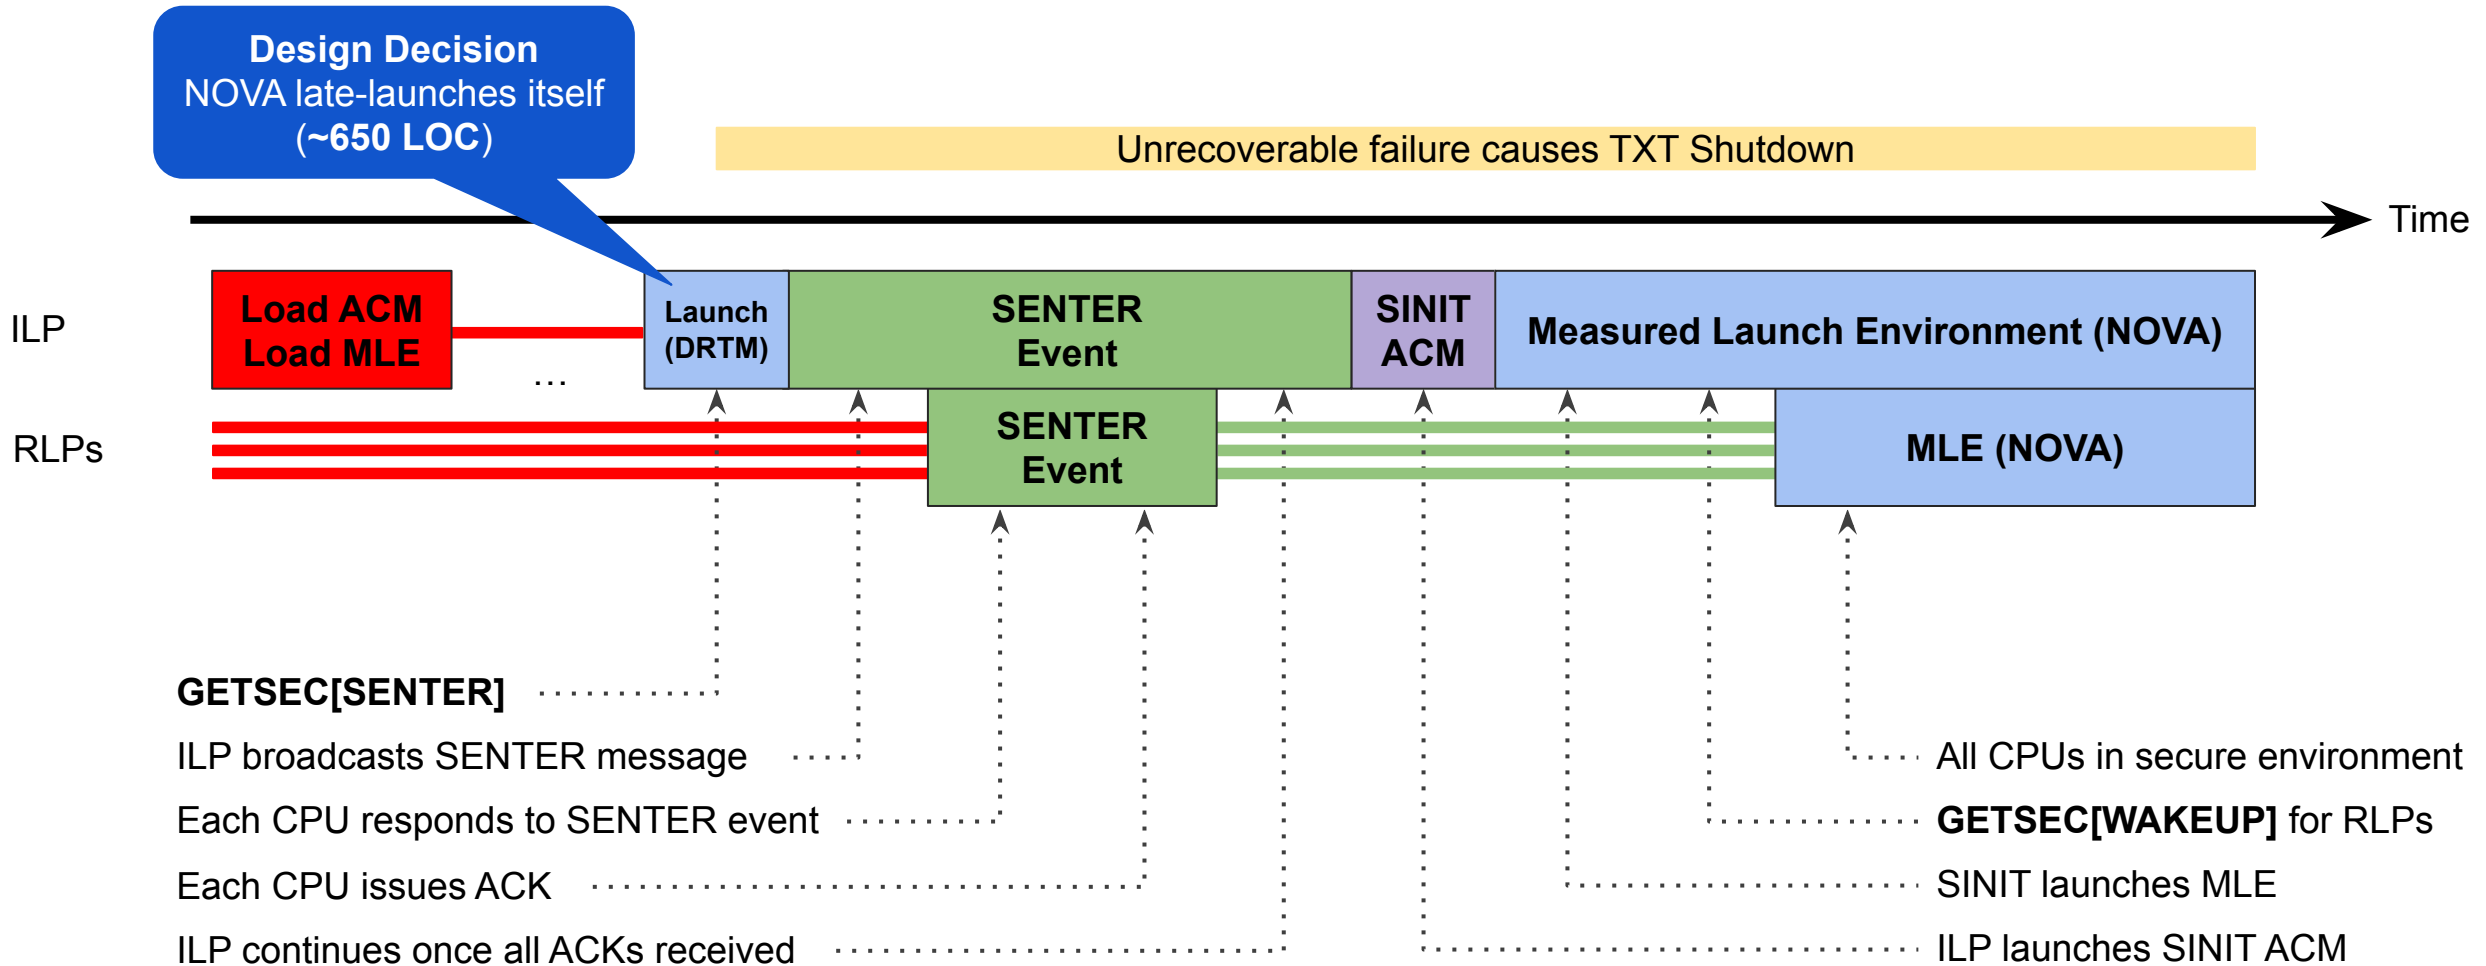 Design Decision
NOVA late-launches itself
(~650 LOC)
Unrecoverable failure causes TXT Shutdown
Time
ILP
Load ACM
Load MLE
...
Launch
(DRTM)
SENTER
Event
SINIT
ACM
Measured Launch Environment (NOVA)
RLPs
SENTER
Event
MLE (NOVA)
GETSEC[SENTER]
ILP broadcasts SENTER message
Each CPU responds to SENTER event
Each CPU issues ACK
ILP continues once all ACKs received
All CPUs in secure environment
GETSEC[WAKEUP] for RLPs
SINIT launches MLE
ILP launches SINIT ACM